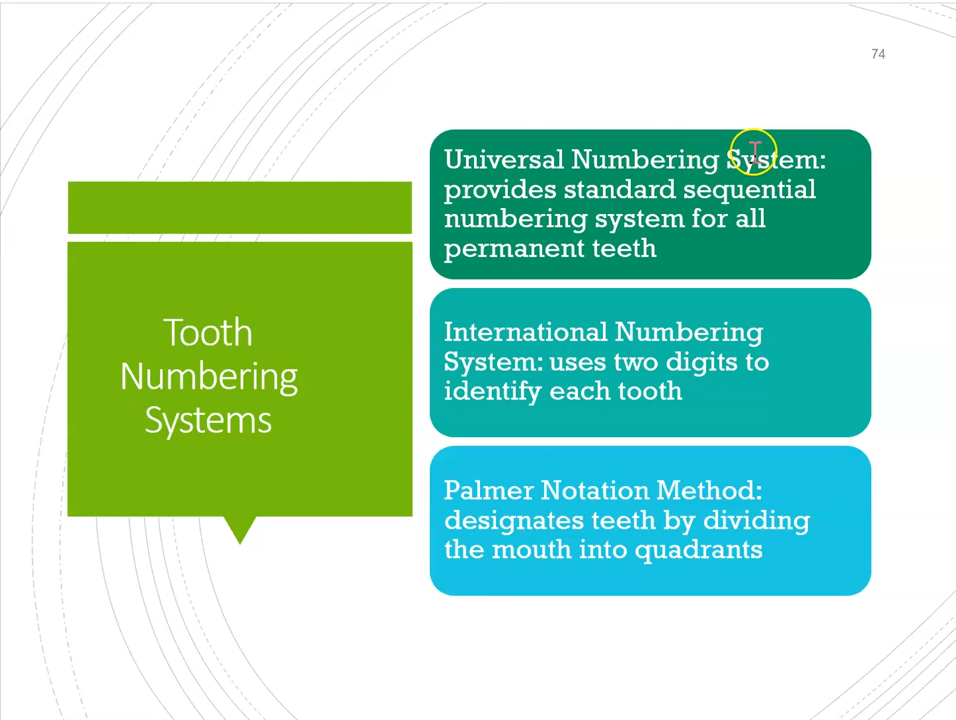 74
Tooth
Numbering
Systems
Universal Numbering System:
provides standard sequential
numbering system for all
permanent teeth
International Numbering
System: uses two digits to
identify each tooth
Palmer Notation Method:
designates teeth by dividing
the mouth into quadrants